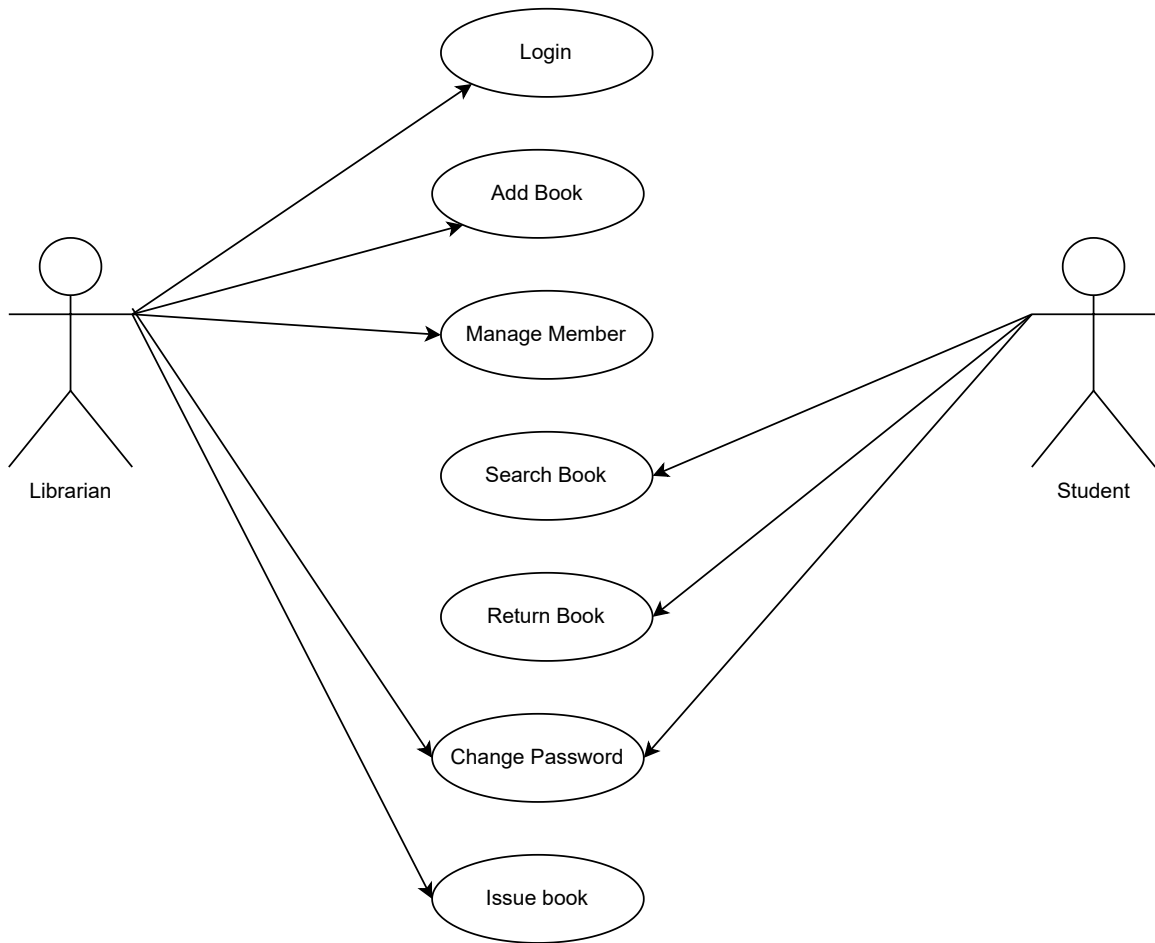 Login
Add Book
Manage Member
Search Book
Librarian
Student
Return Book
Change Password
Issue book